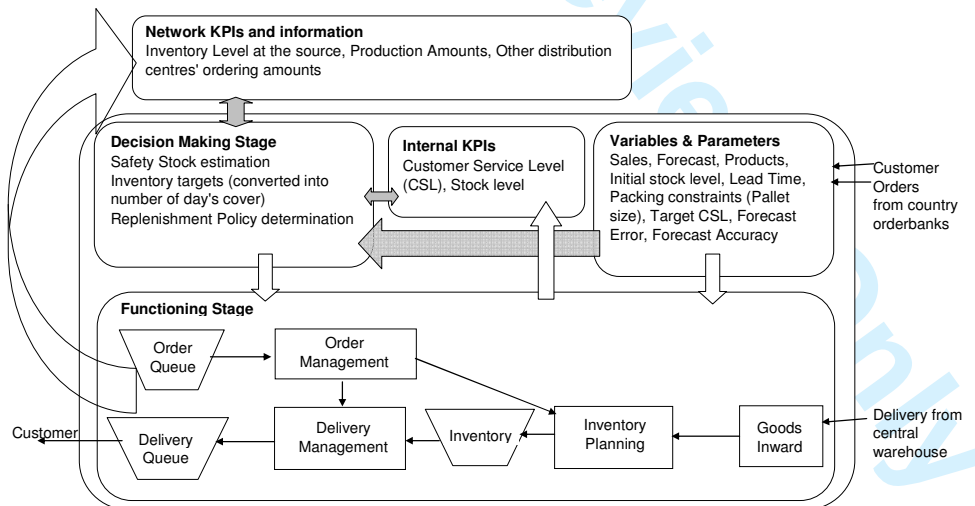 Network KPIs and information
Inventory Level at the source, Production Amounts, Other distribution
centres' ordering amounts
Decision Making Stage
Safety Stock estimation
Inventory targets (converted into
number of day's cover)
Replenishment Policy determination
Internal KPIs
Customer Service Level
(CSL), Stock level
Variables & Parameters
Sales, Forecast, Products,
Initial stock level, Lead Time,
Packing constraints (Pallet
size), Target CSL, Forecast
Error, Forecast Accuracy
Customer
Orders
from country
orderbanks
Functioning Stage
Order
Queue
Order
Management
Customer
Delivery
Queue
Delivery
Management
Inventory
Inventory
Planning
Goods
Inward
Delivery from
central
warehouse
only